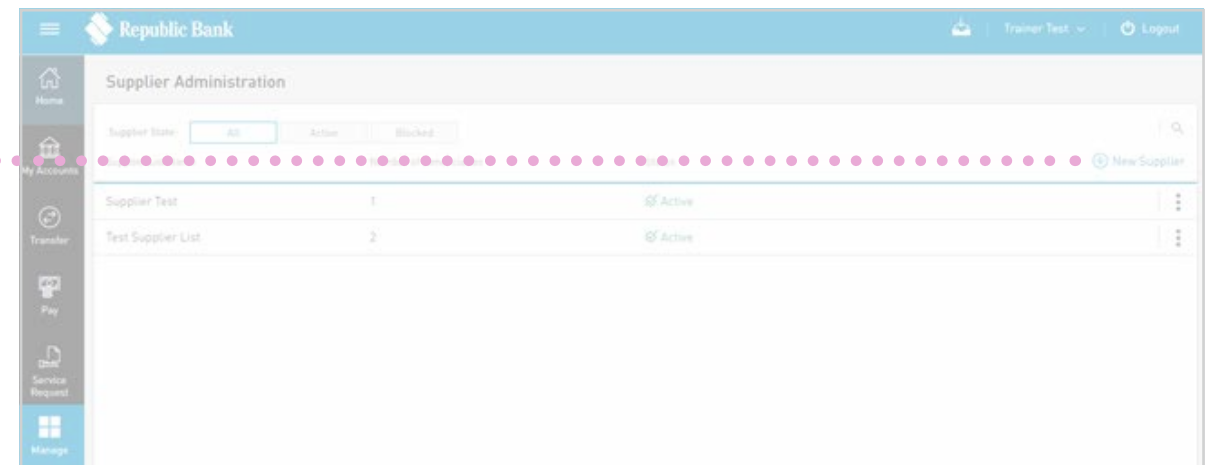 Republic Bank
Trainer Test
Logout
Home
Supplier Administration
Supplier State:
All
Active
Blocked
My Accounts
New Supplier
Supplier Test
1
Active
Transfer
Test Supplier List
2
Active
Pay
Service
Request
Manage